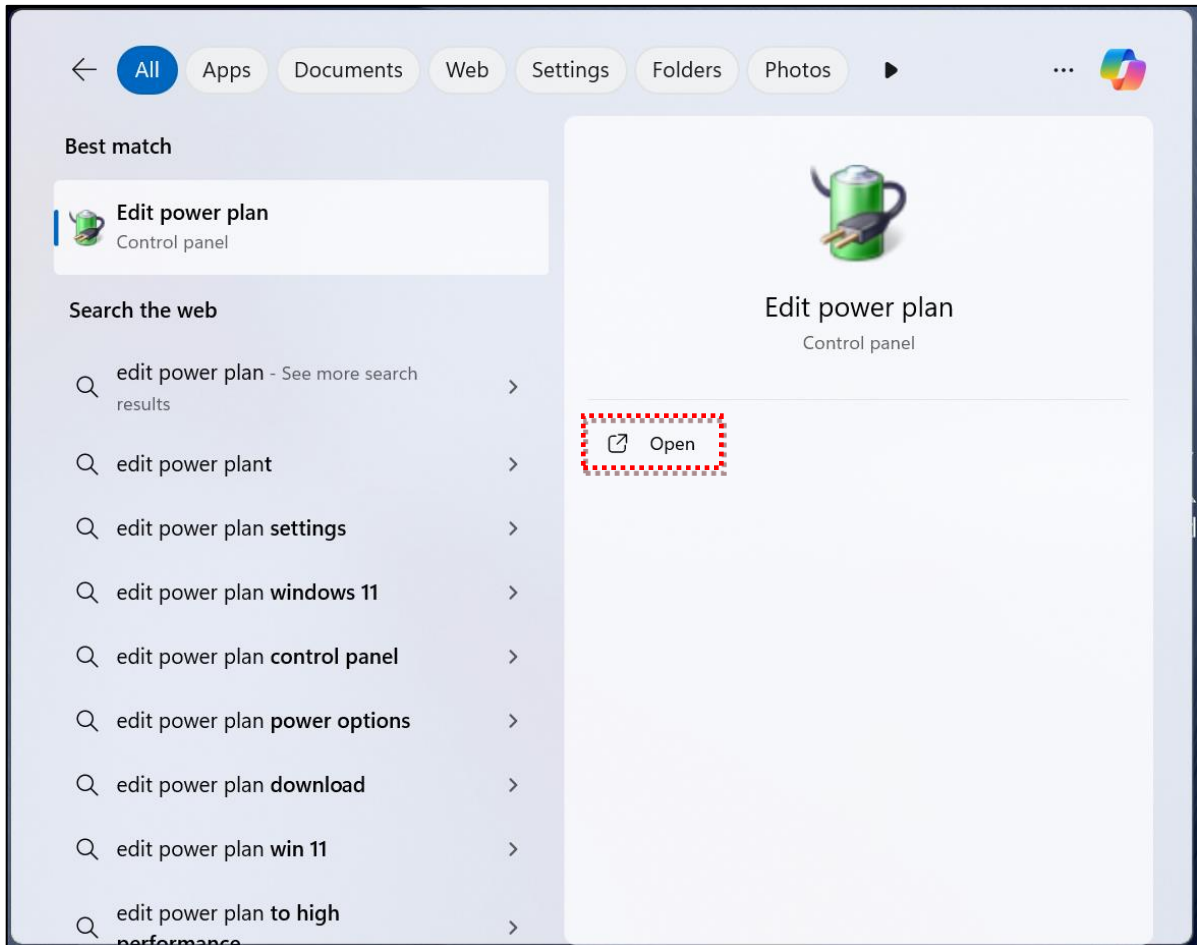 All Apps Documents Web Settings Folders Photos
Best match
Edit power plan
Control panel
Search the web
edit power plan - See more search
results
edit power plant
edit power plan settings
edit power plan windows 11
edit power plan control panel
edit power plan power options
edit power plan download
edit power plan win 11
edit power plan to high
performance
Edit power plan
Control panel
Open